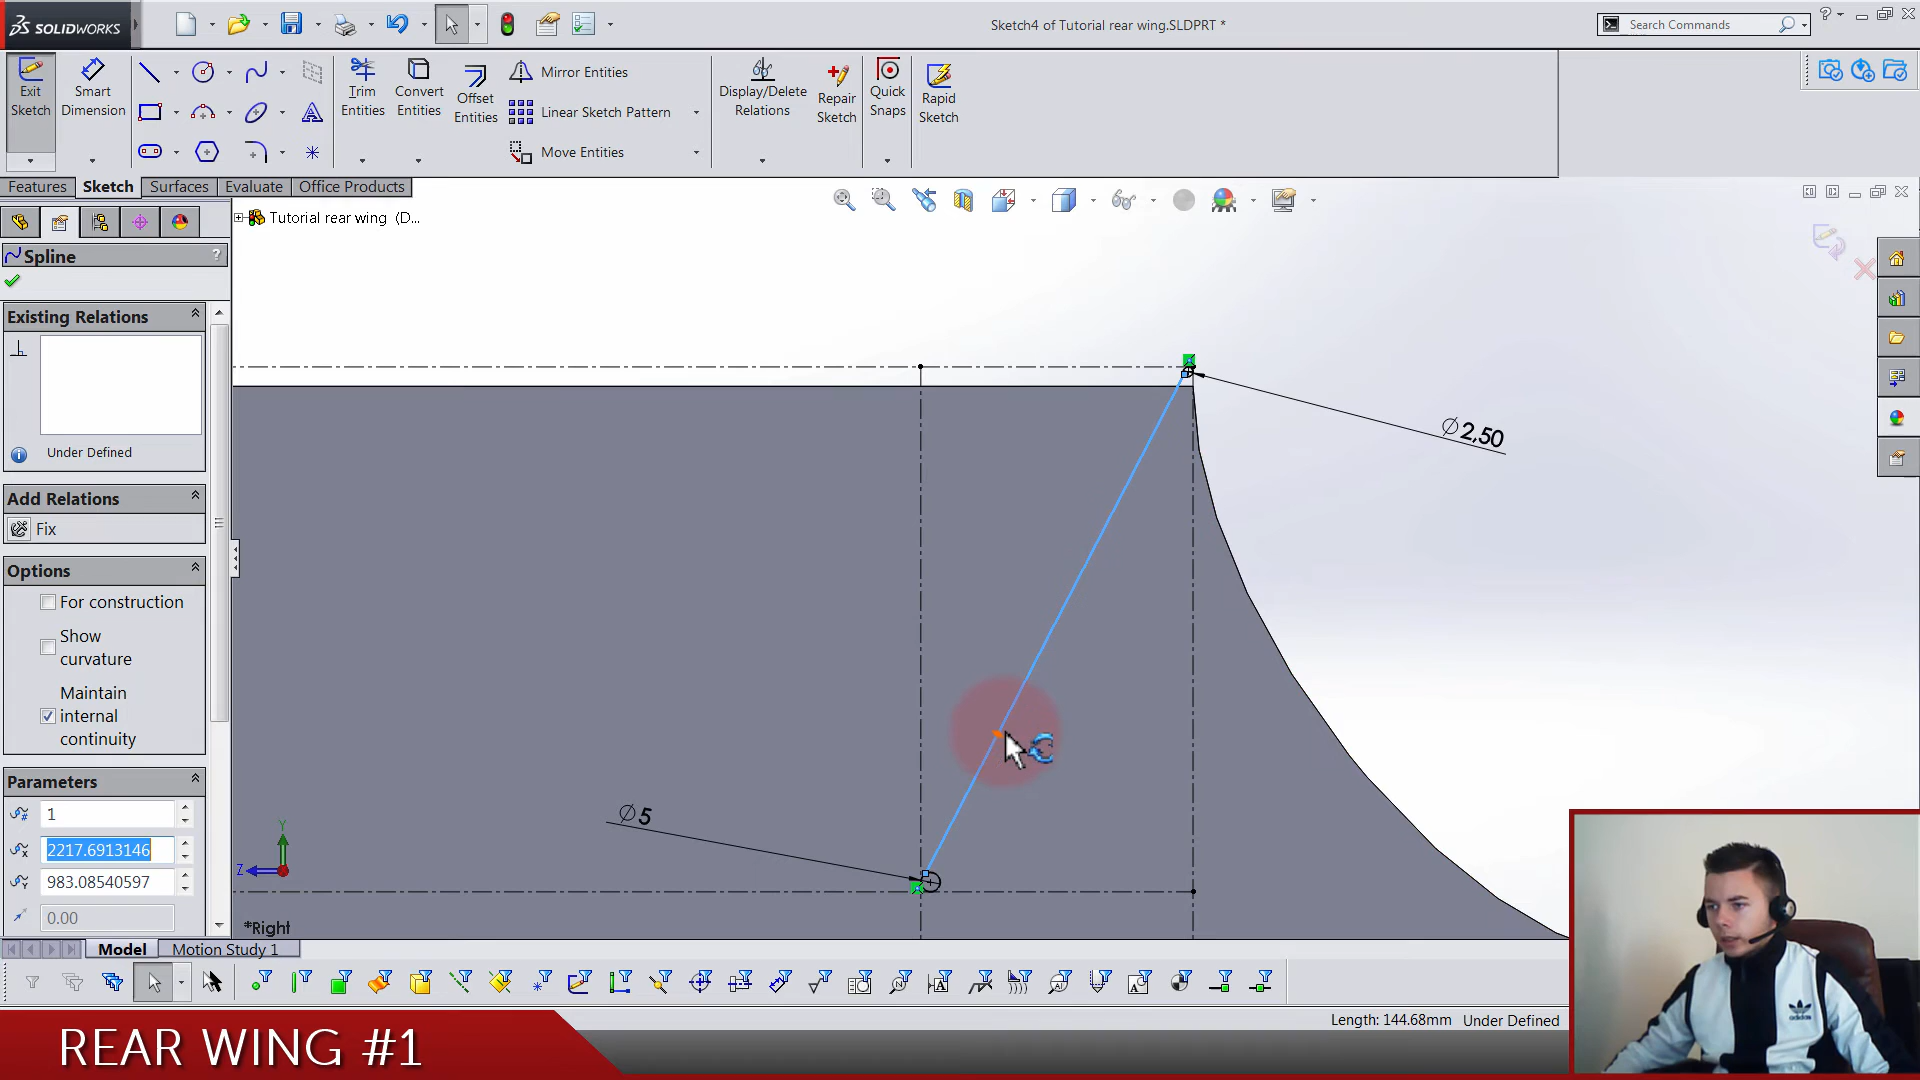 SOLIDWORKS
Sketch4 of Tutorial rear wing.SLDPRT *
Search Commands
Exit Sketch
Smart Dimension
Trim Entities
Convert Entities
Offset Entities
Mirror Entities
Linear Sketch Pattern
Move Entities
Display/Delete Relations
Repair Sketch
Quick Snaps
Rapid Sketch
Features
Sketch
Surfaces
Evaluate
Office Products
Tutorial rear wing (D...
Spline
?
Existing Relations
Under Defined
Add Relations
Fix
Options
For construction
Show curvature
Maintain internal continuity
Parameters
1
2217.6913146
983.08540597
0.00
∅2,50
∅5
Y
Z
*Right
Model
Motion Study 1
Length: 144.68mm
Under Defined
REAR WING #1
adidas